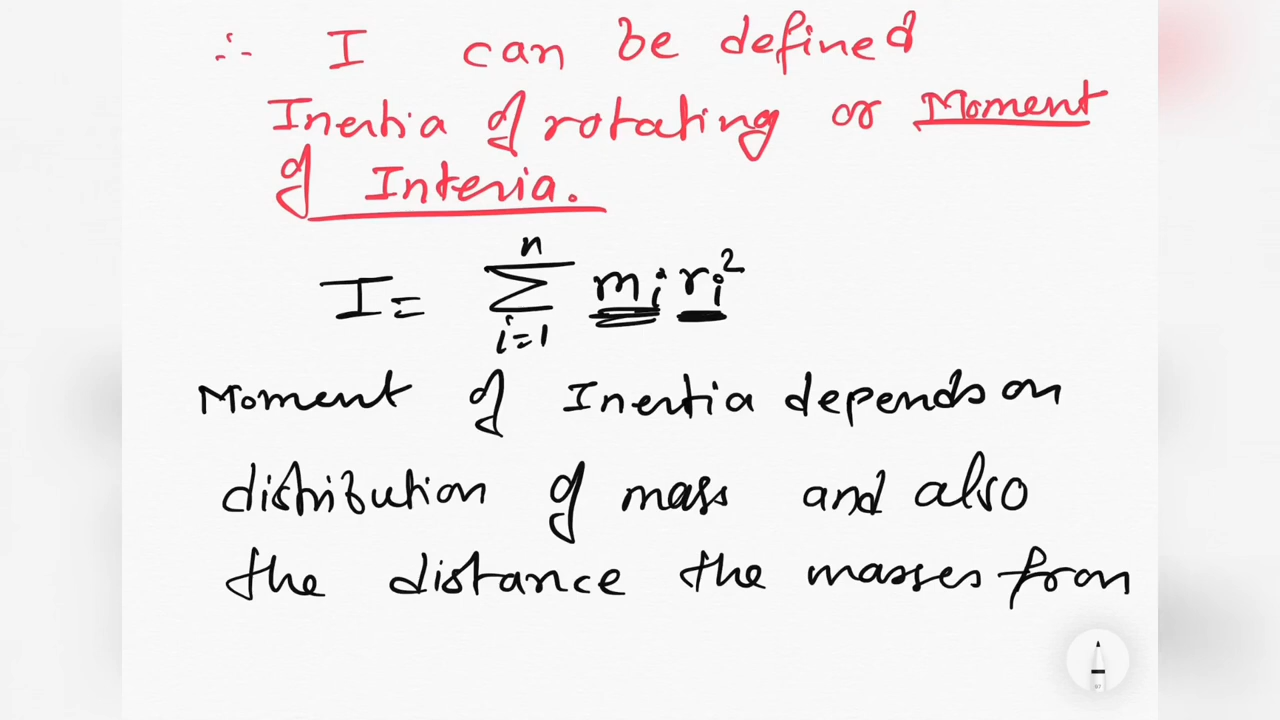 ∴ I can be defined
Inertia of rotating or Moment
of Interia.
I = \sum_{i=1}^{n} m_i r_i^2
Moment of Inertia depends on
distribution of mass and also
the distance the masses from